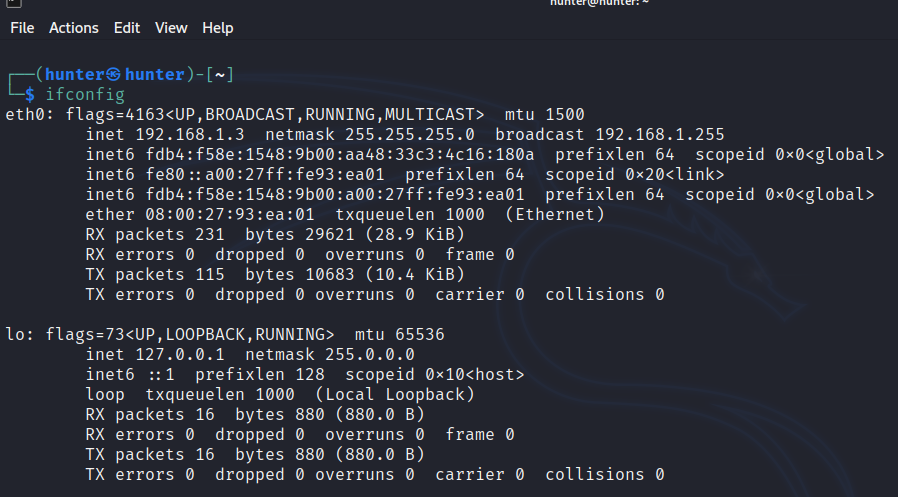 hunter@hunter: ~
File Actions Edit View Help
┌──(hunter㉿hunter)-[~]
└─$ ifconfig
eth0: flags=4163<UP,BROADCAST,RUNNING,MULTICAST>  mtu 1500
        inet 192.168.1.3  netmask 255.255.255.0  broadcast 192.168.1.255
        inet6 fdb4:f58e:1548:9b00:aa48:33c3:4c16:180a  prefixlen 64  scopeid 0×0<global>
        inet6 fe80::a00:27ff:fe93:ea01  prefixlen 64  scopeid 0×20<link>
        inet6 fdb4:f58e:1548:9b00:a00:27ff:fe93:ea01  prefixlen 64  scopeid 0×0<global>
        ether 08:00:27:93:ea:01  txqueuelen 1000  (Ethernet)
        RX packets 231  bytes 29621 (28.9 KiB)
        RX errors 0  dropped 0  overruns 0  frame 0
        TX packets 115  bytes 10683 (10.4 KiB)
        TX errors 0  dropped 0 overruns 0  carrier 0  collisions 0
lo: flags=73<UP,LOOPBACK,RUNNING>  mtu 65536
        inet 127.0.0.1  netmask 255.0.0.0
        inet6 ::1  prefixlen 128  scopeid 0×10<host>
        loop  txqueuelen 1000  (Local Loopback)
        RX packets 16  bytes 880 (880.0 B)
        RX errors 0  dropped 0  overruns 0  frame 0
        TX packets 16  bytes 880 (880.0 B)
        TX errors 0  dropped 0 overruns 0  carrier 0  collisions 0